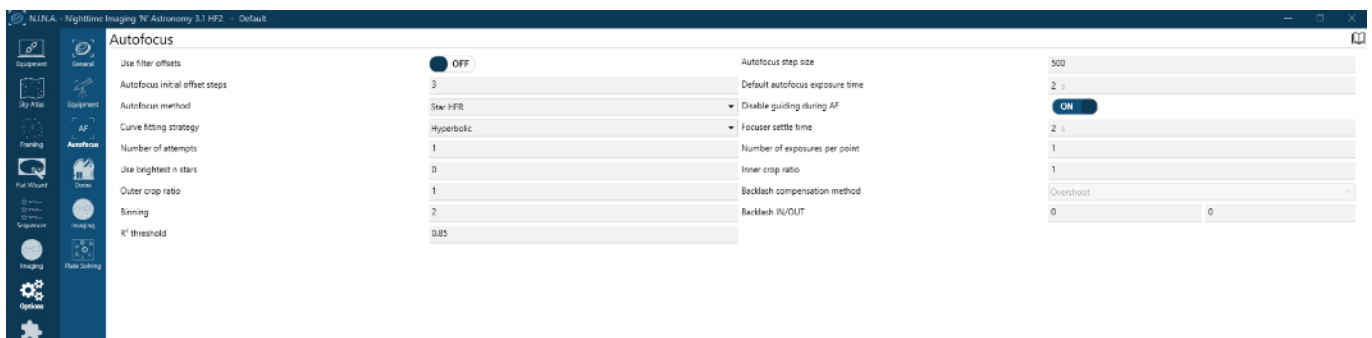 N.I.N.A. - Nighttime Imaging 'N' Astronomy 3.1 HF2 - Default
Equipment
Sky Atlas
Framing
Flat Wizard
Sequencer
Imaging
Options
General
Equipment
AF
Autofocus
Dome
Imaging
Plate Solving
Autofocus
Use filter offsets OFF Autofocus step size 500
Autofocus initial offset steps 3 Default autofocus exposure time 2 s
Autofocus method Star HFR Disable guiding during AF ON
Curve fitting strategy Hyperbolic Focuser settle time 2 s
Number of attempts 1 Number of exposures per point 1
Use brightest n stars 0 Inner crop ratio 1
Outer crop ratio 1 Backlash compensation method Overshoot
Binning 2 Backlash IN/OUT 0 0
R² threshold 0.85